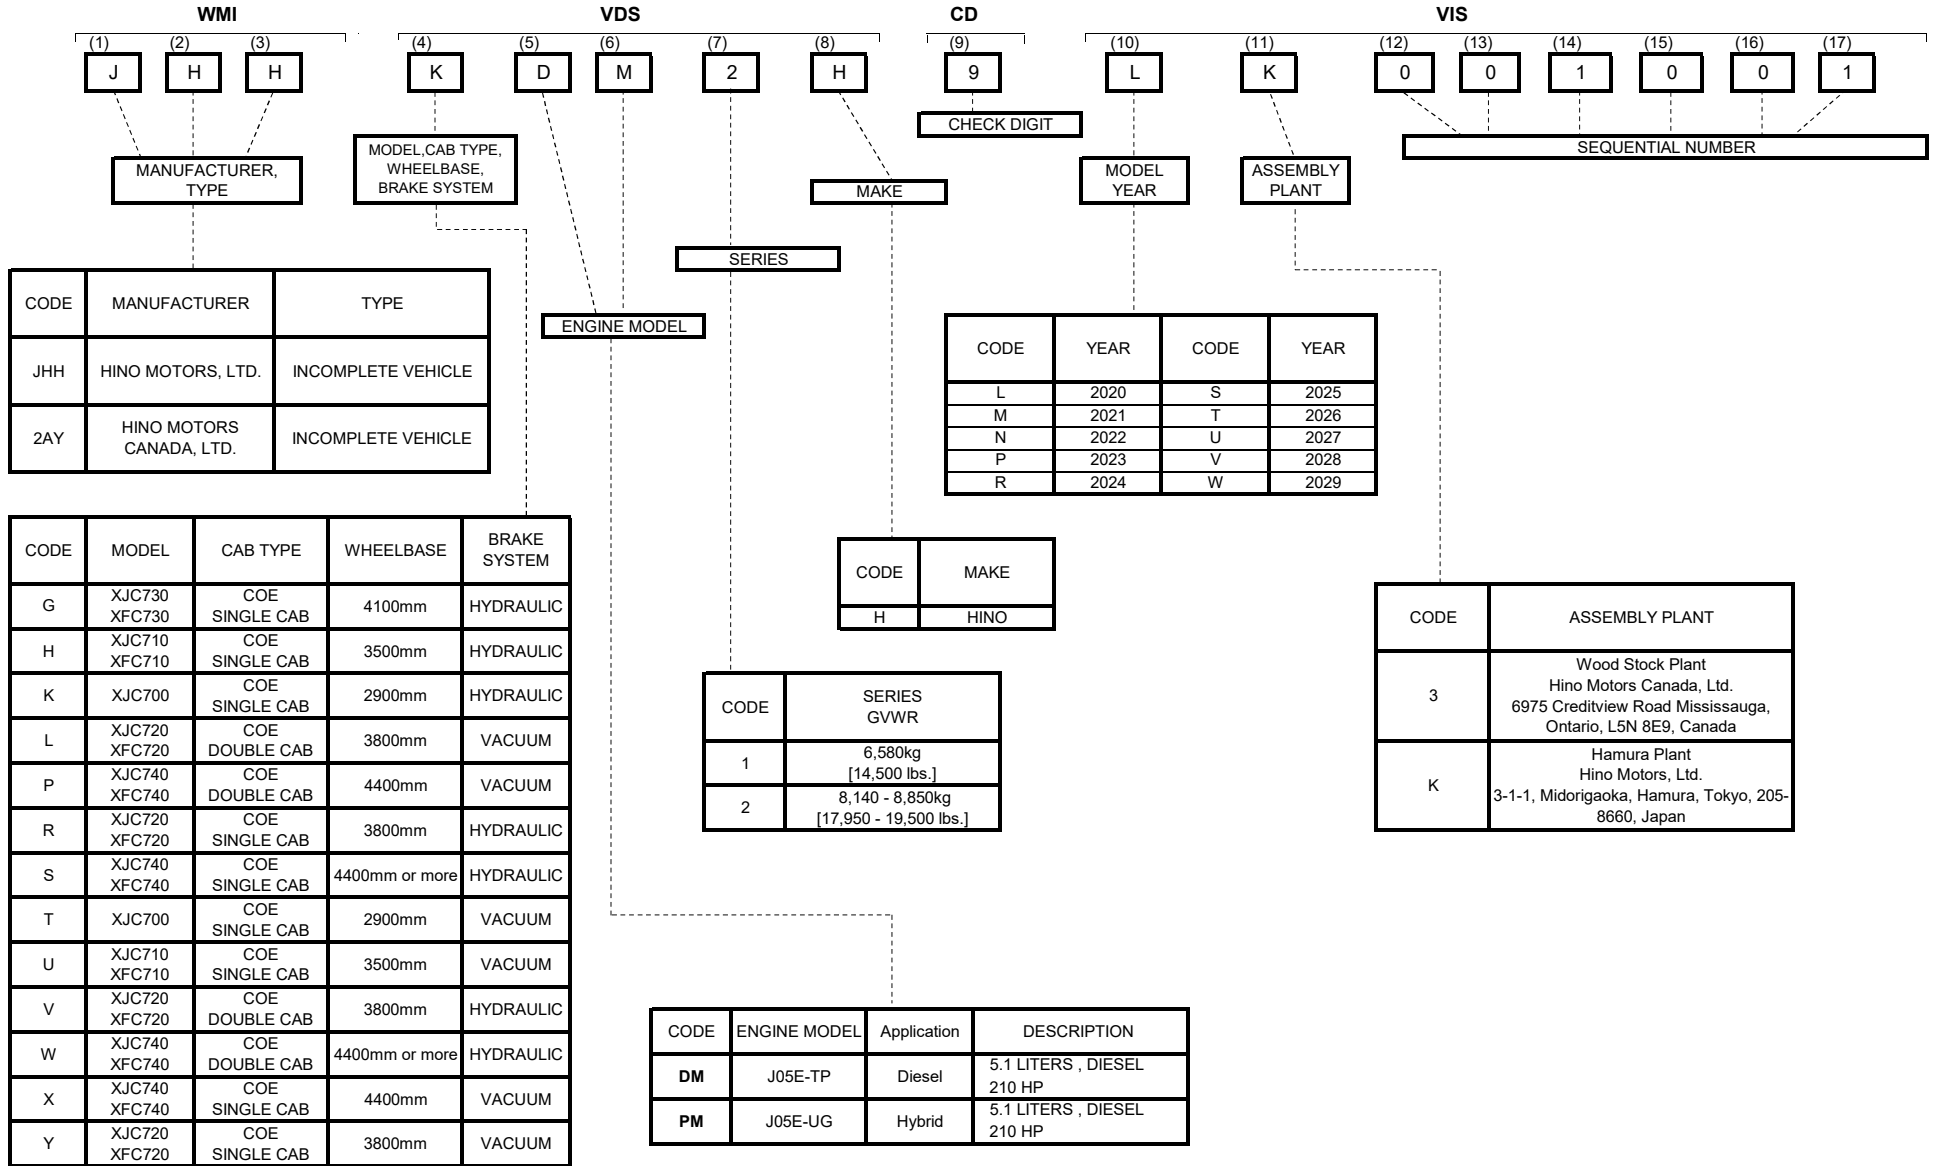 WMI VDS CD VIS
(1) (2) (3) (4) (5) (6) (7) (8) (9) (10) (11) (12) (13) (14) (15) (16) (17)
J H H K D M 2 H 9 L K 0 0 1 0 0 1
CHECK DIGIT
MANUFACTURER,
TYPE
MODEL,CAB TYPE,
WHEELBASE,
BRAKE SYSTEM
MAKE
MODEL
YEAR
ASSEMBLY
PLANT
SEQUENTIAL NUMBER
SERIES
ENGINE MODEL
CODE MANUFACTURER TYPE
JHH HINO MOTORS, LTD. INCOMPLETE VEHICLE
2AY HINO MOTORS
CANADA, LTD. INCOMPLETE VEHICLE
CODE YEAR CODE YEAR
L 2020 S 2025
M 2021 T 2026
N 2022 U 2027
P 2023 V 2028
R 2024 W 2029
CODE MODEL CAB TYPE WHEELBASE BRAKE
SYSTEM
G XJC730
XFC730 COE
SINGLE CAB 4100mm HYDRAULIC
H XJC710
XFC710 COE
SINGLE CAB 3500mm HYDRAULIC
K XJC700 COE
SINGLE CAB 2900mm HYDRAULIC
L XJC720
XFC720 COE
DOUBLE CAB 3800mm VACUUM
P XJC740
XFC740 COE
DOUBLE CAB 4400mm VACUUM
R XJC720
XFC720 COE
SINGLE CAB 3800mm HYDRAULIC
S XJC740
XFC740 COE
SINGLE CAB 4400mm or more HYDRAULIC
T XJC700 COE
SINGLE CAB 2900mm VACUUM
U XJC710
XFC710 COE
SINGLE CAB 3500mm VACUUM
V XJC720
XFC720 COE
DOUBLE CAB 3800mm HYDRAULIC
W XJC740
XFC740 COE
DOUBLE CAB 4400mm or more HYDRAULIC
X XJC740
XFC740 COE
SINGLE CAB 4400mm VACUUM
Y XJC720
XFC720 COE
SINGLE CAB 3800mm VACUUM
CODE MAKE
H HINO
CODE SERIES
GVWR
1 6,580kg
[14,500 lbs.]
2 8,140 - 8,850kg
[17,950 - 19,500 lbs.]
CODE ASSEMBLY PLANT
3 Wood Stock Plant
Hino Motors Canada, Ltd.
6975 Creditview Road Mississauga,
Ontario, L5N 8E9, Canada
K Hamura Plant
Hino Motors, Ltd.
3-1-1, Midorigaoka, Hamura, Tokyo, 205-
8660, Japan
CODE ENGINE MODEL Application DESCRIPTION
DM J05E-TP Diesel 5.1 LITERS , DIESEL
210 HP
PM J05E-UG Hybrid 5.1 LITERS , DIESEL
210 HP